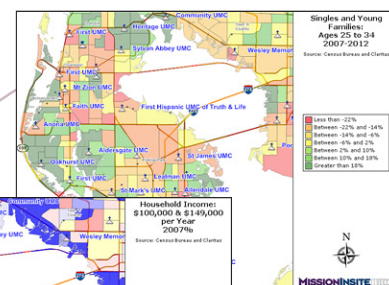 Community UMC
Heritage UMC
First UMC
Sylvan Abbey UMC
Wesley Memor
First UMC
Mt Zion UMC
Faith UMC
First Hispanic UMC of Truth & Life
Anona UMC
Aldersgate UMC
St James UMC
Oakhurst UMC
Lealman UMC
First UMC
St Mark's UMC
Allendale UMC
Singles and Young
Families:
Ages 25 to 34
2007-2012
Source: Census Bureau and Claritas
Less than -22%
Between -22% and -14%
Between -14% and -6%
Between -6% and 2%
Between 2% and 10%
Between 10% and 18%
Greater than 18%
N
MISSIONINSITE
Community UMC
ey UMC
Wesley Memor
Household Income:
$100,000 & $149,000
per Year
2007%
Source: Census Bureau and Claritas